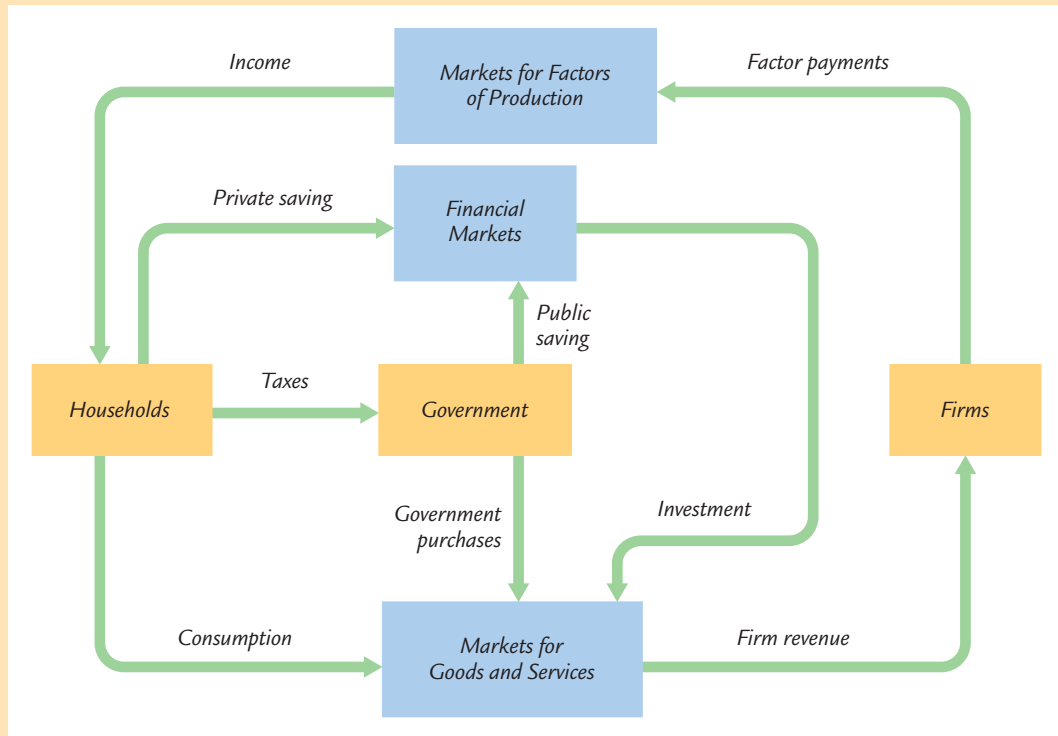 Income
Markets for Factors
of Production
Factor payments
Private saving
Financial
Markets
Public
saving
Households
Taxes
Government
Firms
Government
purchases
Investment
Consumption
Markets for
Goods and Services
Firm revenue